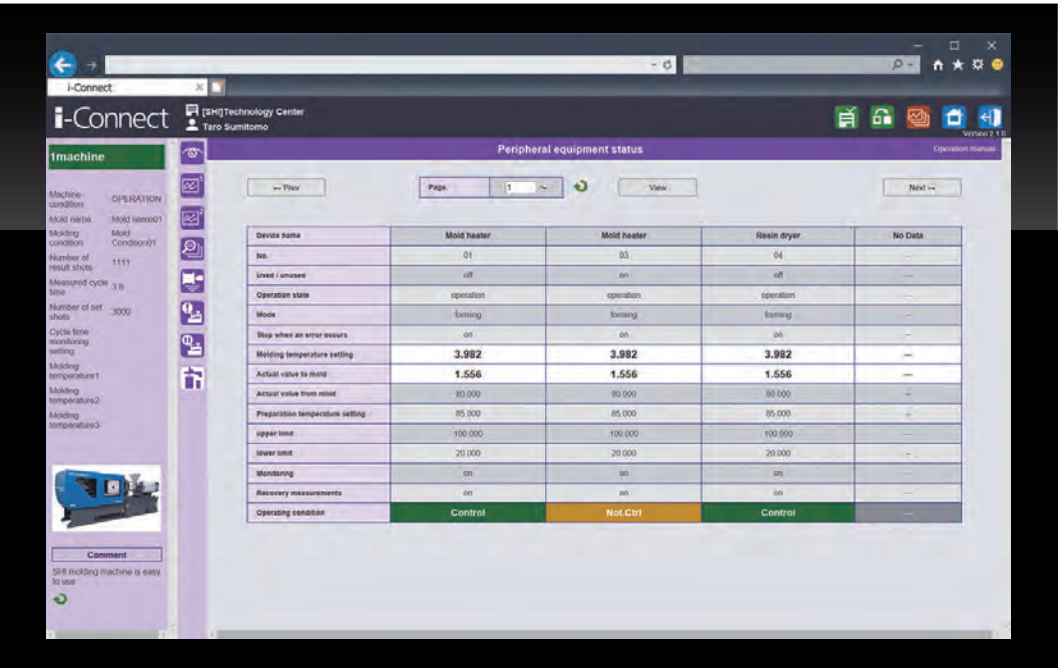 i-Connect
i-Connect
[SHI]Technology Center
Taro Sumitomo
Version 2.1.0
1machine
Peripheral equipment status
Operation manual
Machine condition OPERATION
Mold name Mold name01
Molding condition Mold Condition01
Number of result shots 1111
Measured cycle time 3.8
Number of set shots 3000
Cycle time monitoring setting
Molding temperature1
Molding temperature2
Molding temperature3
Comment
SHI molding machine is easy to use
← Prev Page. 1 ~ View Next →
Device name Mold heater Mold heater Resin dryer No Data
No. 01 03 04 —
Used / unused off on off —
Operation state operation operation operation —
Mode forming forming forming —
Stop when an error occurs on on on —
Molding temperature setting 3.982 3.982 3.982 —
Actual value to mold 1.556 1.556 1.556 —
Actual value from mold 80.000 80.000 80.000 —
Preparation temperature setting 85.000 85.000 85.000 —
upper limit 100.000 100.000 100.000 —
lower limit 20.000 20.000 20.000 —
Monitoring on on on —
Recovery measurements on on on —
Operating condition Control Not.Ctrl Control —